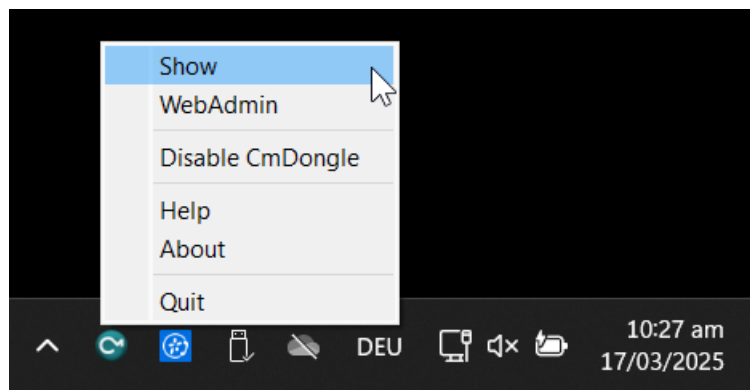 Show
WebAdmin
Disable CmDongle
Help
About
Quit
DEU
10:27 am
17/03/2025